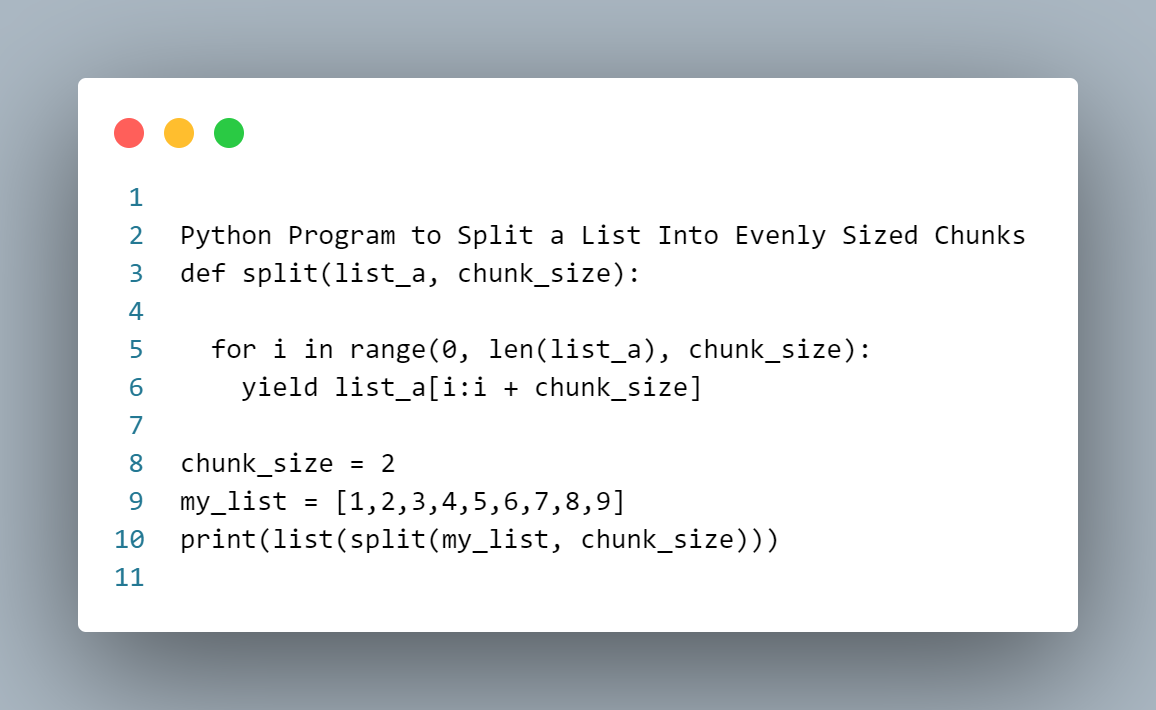 1
2 Python Program to Split a List Into Evenly Sized Chunks
3 def split(list_a, chunk_size):
4
5   for i in range(0, len(list_a), chunk_size):
6     yield list_a[i:i + chunk_size]
7
8 chunk_size = 2
9 my_list = [1,2,3,4,5,6,7,8,9]
10 print(list(split(my_list, chunk_size)))
11